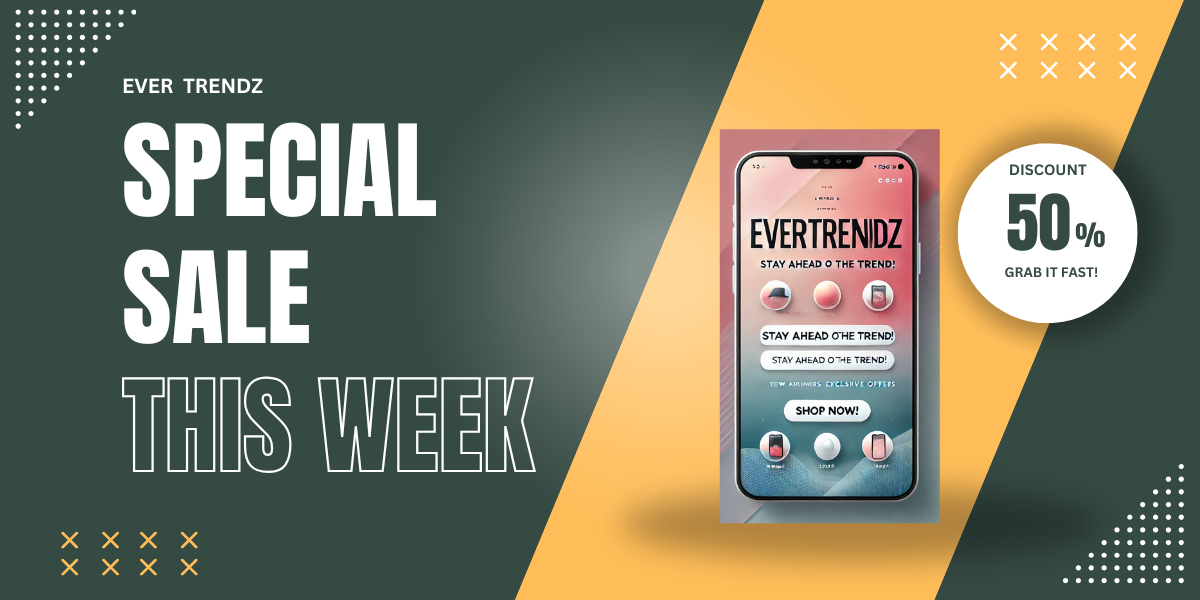 EVER TRENDZ
SPECIAL
SALE
THIS WEEK
EVERTRENIDZ
STAY AHEAD O THE TREND!
STAY AHEAD O THE TREND!
STAY AHEAD O THE TREND!
EXCLSIVE OFFERS
SHOP NOW!
DISCOUNT
50%
GRAB IT FAST!